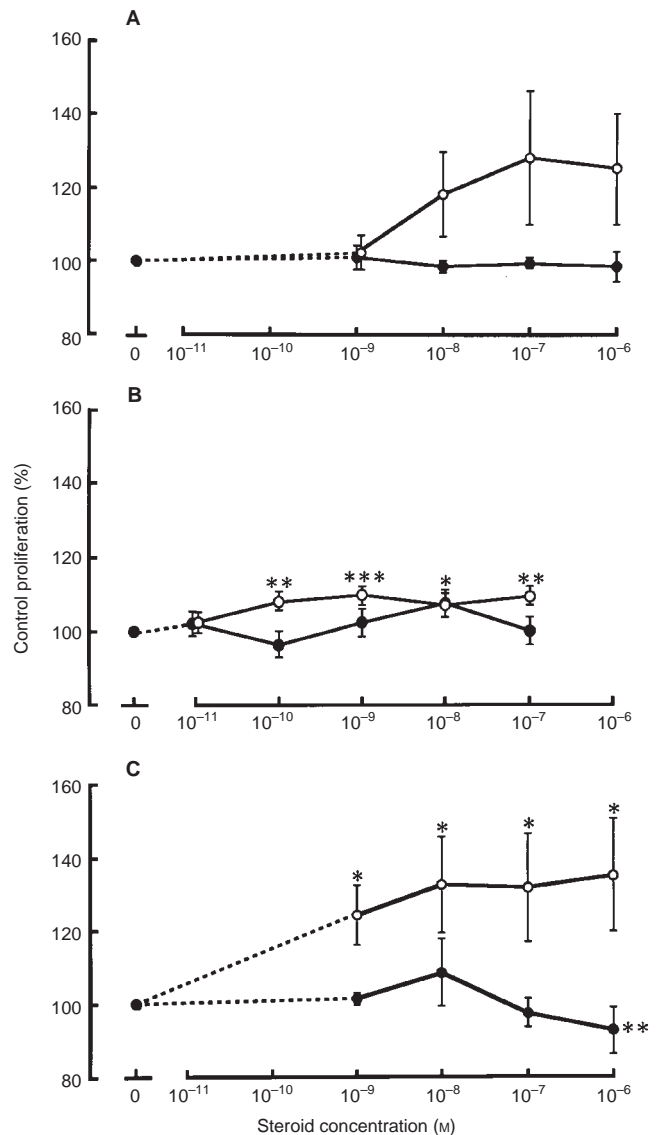 A
160
140
120
100
80
0 10⁻¹¹ 10⁻¹⁰ 10⁻⁹ 10⁻⁸ 10⁻⁷ 10⁻⁶
B
160
140
120
100
80
** *** * **
0 10⁻¹¹ 10⁻¹⁰ 10⁻⁹ 10⁻⁸ 10⁻⁷ 10⁻⁶
Control proliferation (%)
C
160
140
120
100
80
* * * *
**
0 10⁻¹¹ 10⁻¹⁰ 10⁻⁹ 10⁻⁸ 10⁻⁷ 10⁻⁶
Steroid concentration (M)